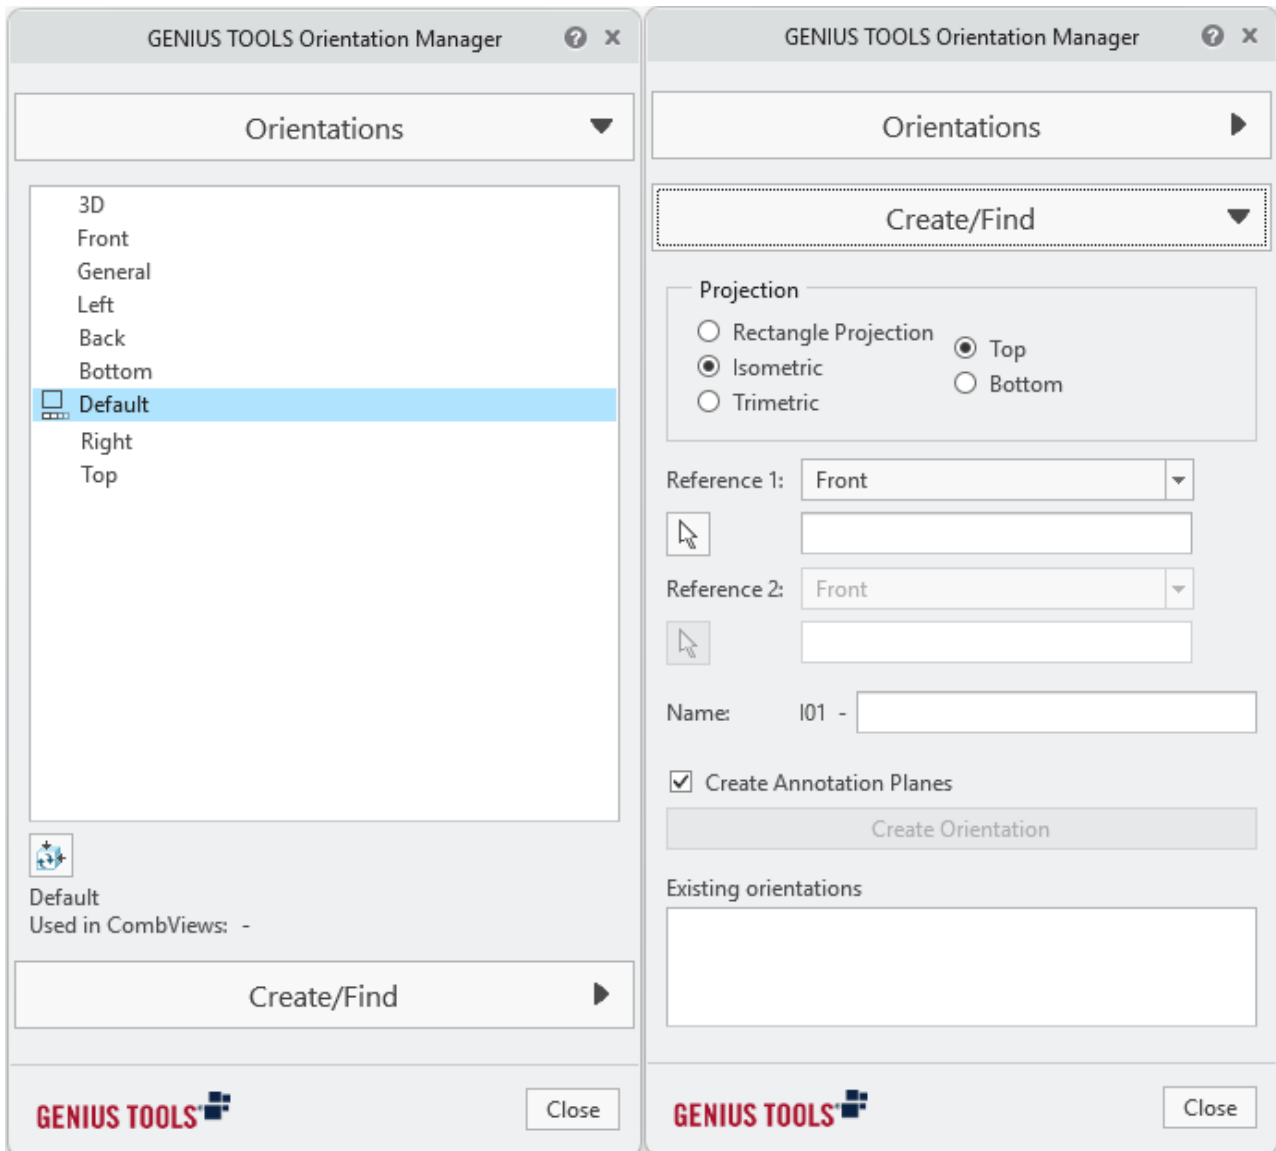 GENIUS TOOLS Orientation Manager
Orientations
3D
Front
General
Left
Back
Bottom
Default
Right
Top
Default
Used in CombViews: -
Create/Find
GENIUS TOOLS
Close
GENIUS TOOLS Orientation Manager
Orientations
Create/Find
Projection
Rectangle Projection
Isometric
Trimetric
Top
Bottom
Reference 1: Front
Reference 2: Front
Name: I01 -
Create Annotation Planes
Create Orientation
Existing orientations
GENIUS TOOLS
Close